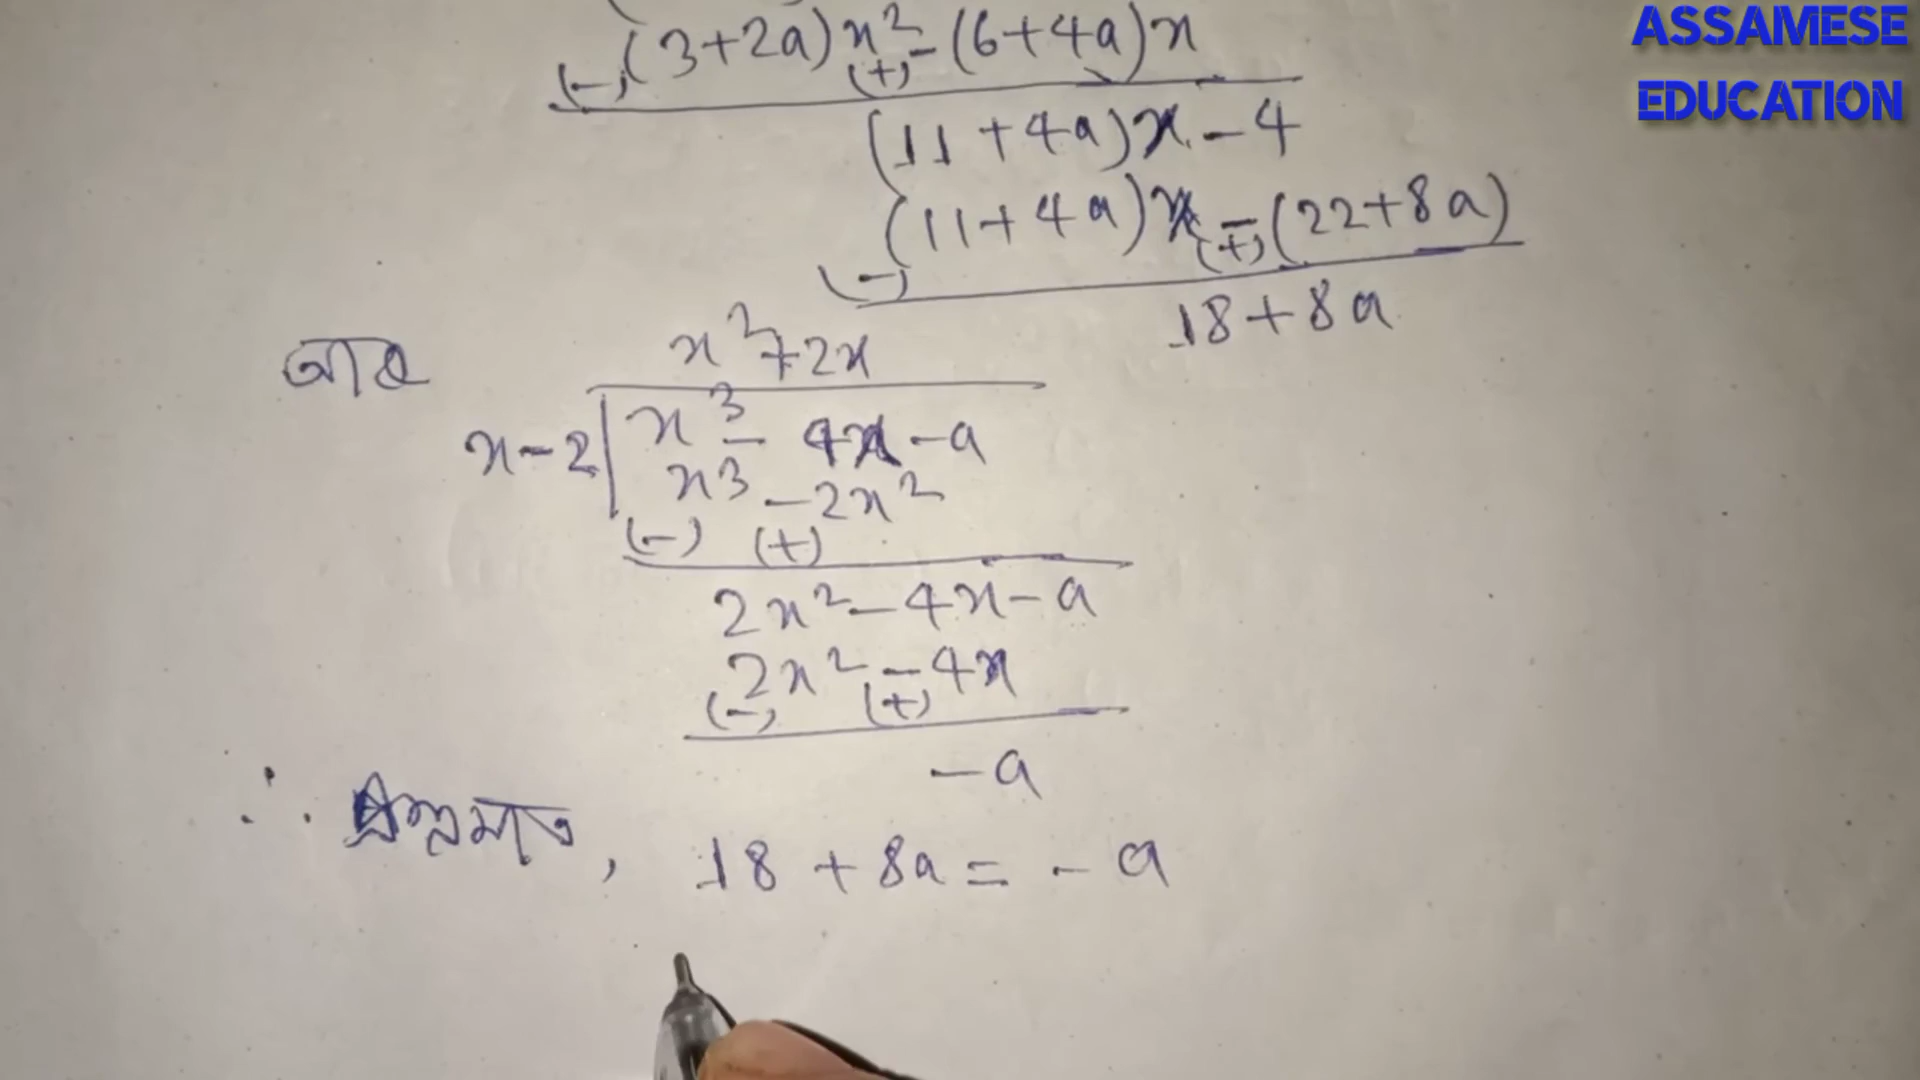 ASSAMESE
EDUCATION
(3+2a)x² - (6+4a)x
(-) (+)
(11+4a)x - 4
(11+4a)x - (22+8a)
(-) (+)
18+8a
আৰু
x²+2x
x-2 x³ - 4x - a
x³ - 2x²
(-) (+)
2x² - 4x - a
2x² - 4x
(-) (+)
-a
∴ প্ৰশ্নমতে, 18 + 8a = - a